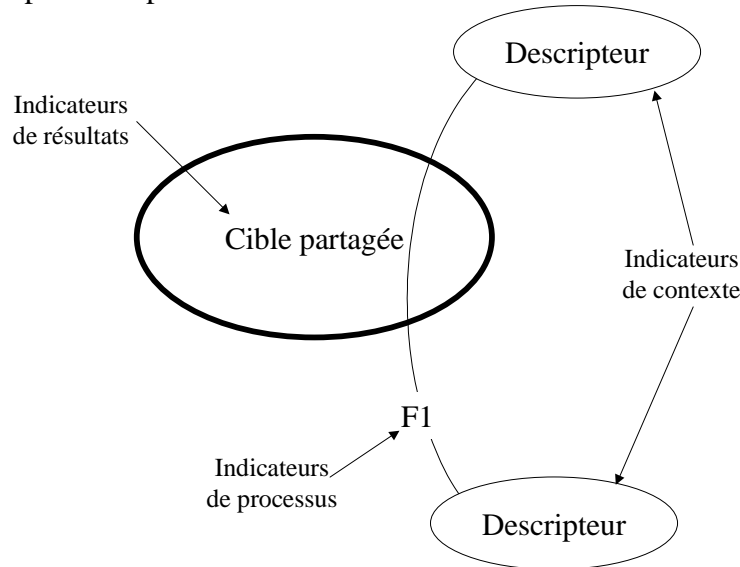 Descripteur
Indicateurs
de résultats
Cible partagée
Indicateurs
de contexte
F1
Indicateurs
de processus
Descripteur